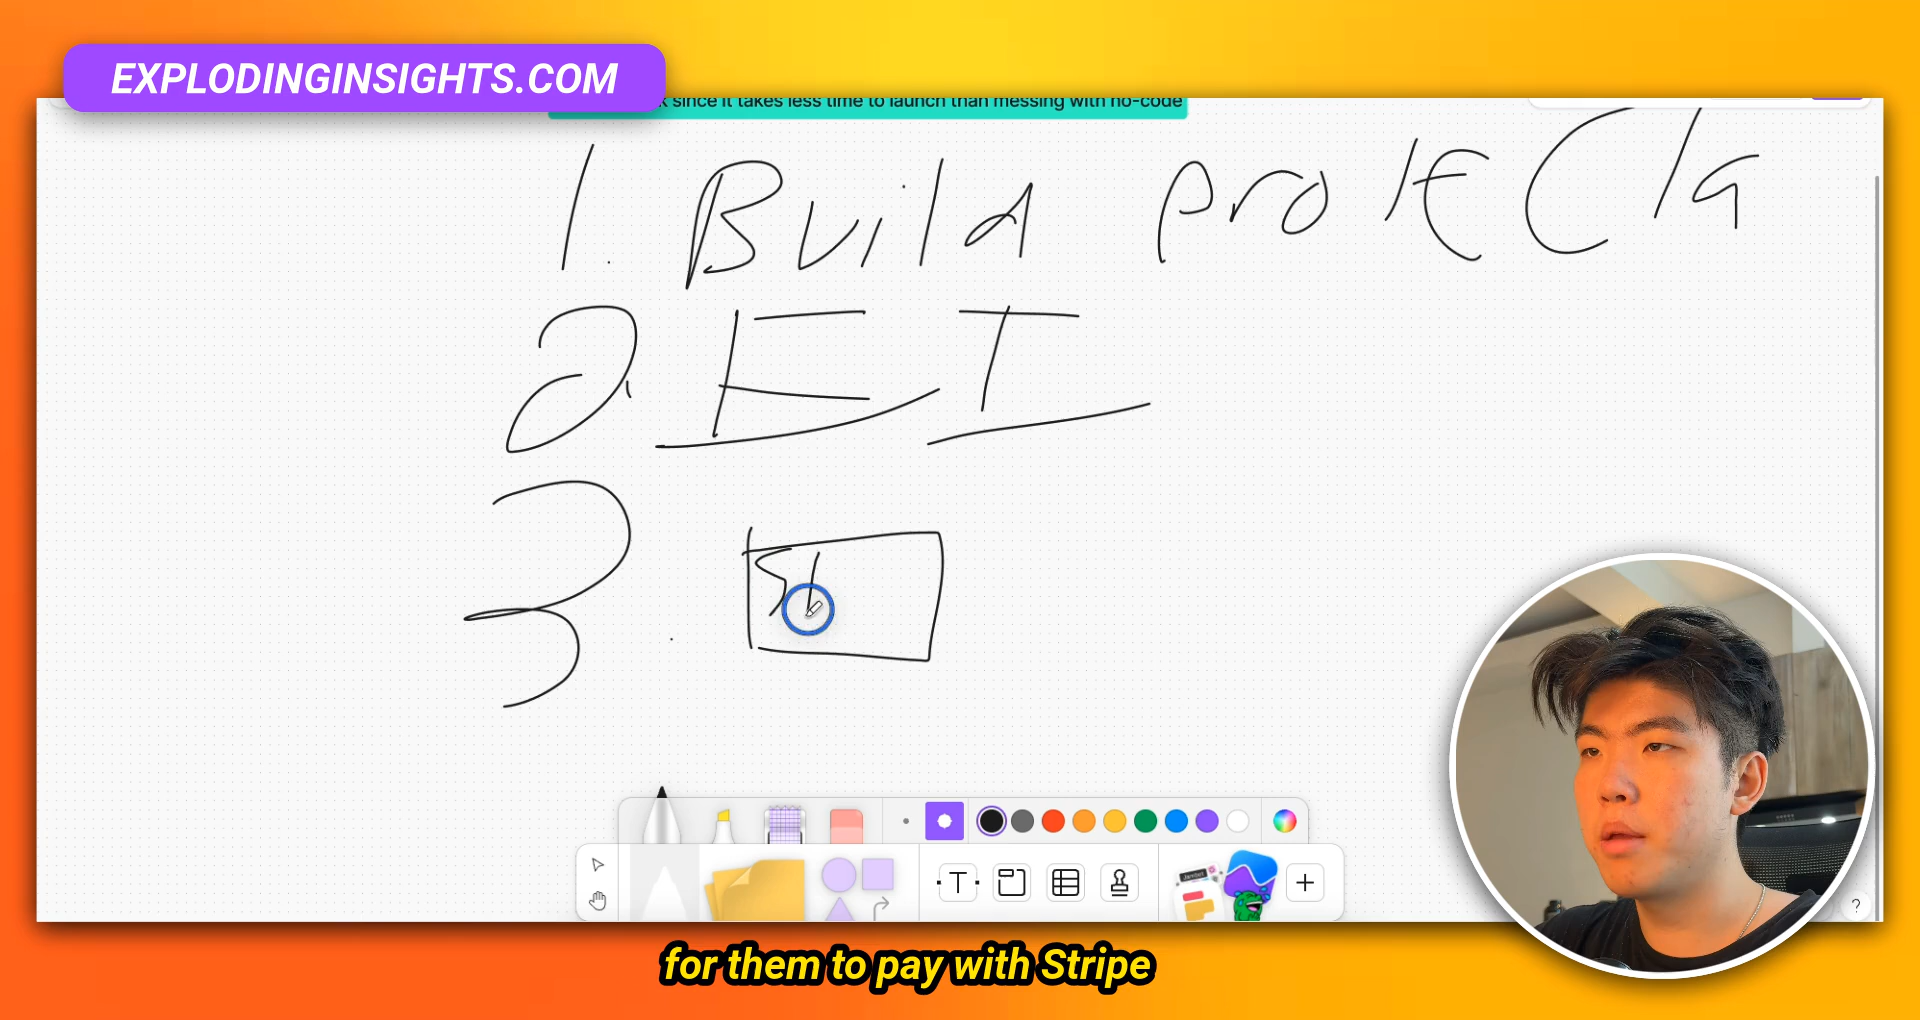 EXPLODINGINSIGHTS.COM
since it takes less time to launch than messing with no-code
1. Build
2. EI
3.
St
T
?
for them to pay with Stripe